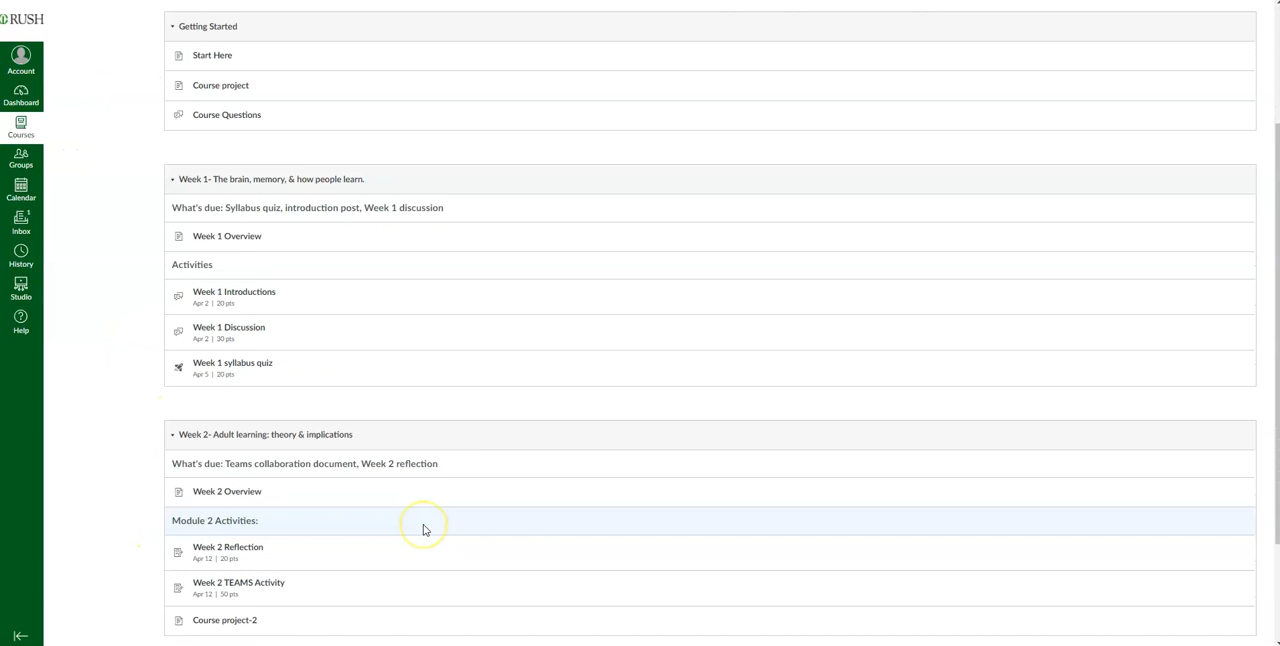 RUSH
Account
Dashboard
Courses
Groups
Calendar
1
Inbox
History
Studio
Help
Getting Started
Start Here
Course project
Course Questions
Week 1- The brain, memory, & how people learn.
What's due: Syllabus quiz, introduction post, Week 1 discussion
Week 1 Overview
Activities
Week 1 Introductions
Apr 2 | 20 pts
Week 1 Discussion
Apr 2 | 30 pts
Week 1 syllabus quiz
Apr 5 | 20 pts
Week 2- Adult learning: theory & implications
What's due: Teams collaboration document, Week 2 reflection
Week 2 Overview
Module 2 Activities:
Week 2 Reflection
Apr 12 | 20 pts
Week 2 TEAMS Activity
Apr 12 | 50 pts
Course project-2